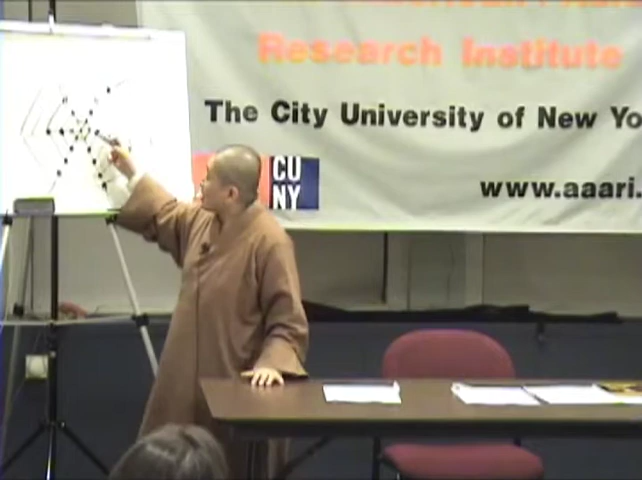 Research Institute
The City University of New Yo
CU
NY
www.aaari.